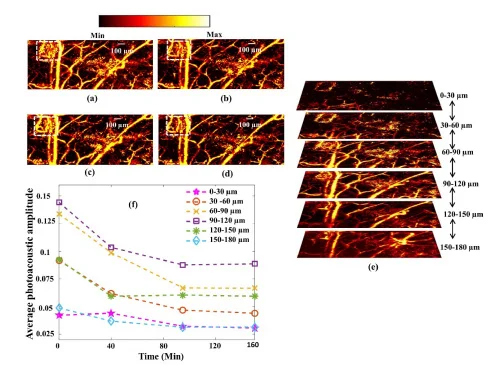 Min Max
100 µm 100 µm
(a) (b)
100 µm 100 µm
(c) (d)
0-30 µm
30-60 µm
60-90 µm
90-120 µm
120-150 µm
150-180 µm
(e)
Average photoacoustic amplitude
0.15
0.125
0.1
0.075
0.05
0.025
(f)
0-30 µm
30 -60 µm
60-90 µm
90-120 µm
120-150 µm
150-180 µm
0 40 80 120 160
Time (Min)